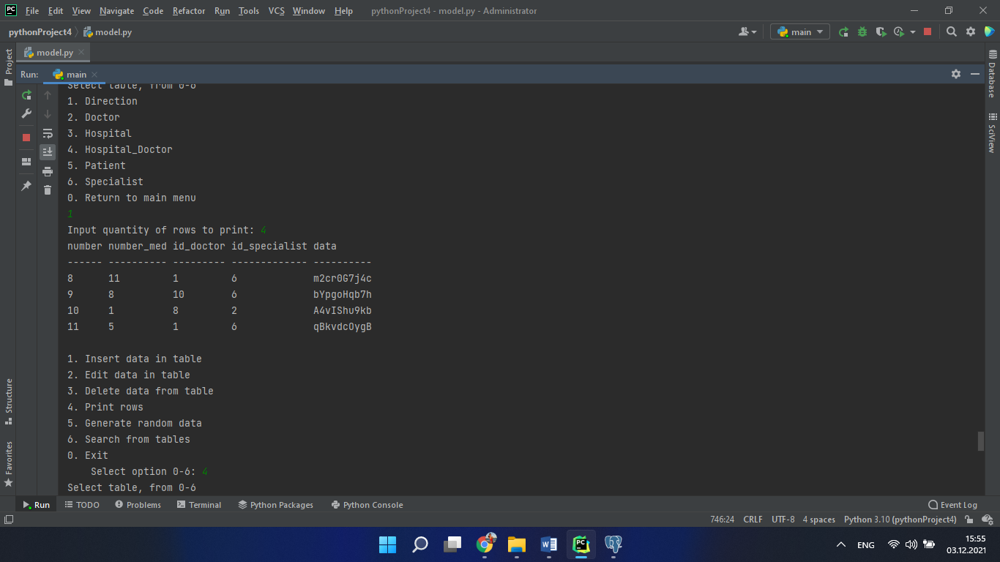 PC File Edit View Navigate Code Refactor Run Tools VCS Window Help pythonProject4 - model.py - Administrator
pythonProject4 model.py main
Project model.py
Run: main
Select table, from 0-6
1. Direction
2. Doctor
3. Hospital
4. Hospital_Doctor
5. Patient
6. Specialist
0. Return to main menu
1
Input quantity of rows to print: 4
number number_med id_doctor id_specialist data
------ ---------- --------- ------------- ----------
8 11 1 6 m2cr0G7j4c
9 8 10 6 bYpgoHqb7h
10 1 8 2 A4vIShu9kb
11 5 1 6 qBkvdcOygB
1. Insert data in table
2. Edit data in table
3. Delete data from table
4. Print rows
5. Generate random data
6. Search from tables
0. Exit
Select option 0-6: 4
Select table, from 0-6
Structure
Favorites
Database
SciView
Run TODO Problems Terminal Python Packages Python Console Event Log
746:24 CRLF UTF-8 4 spaces Python 3.10 (pythonProject4)
W PC ENG 15:55
03.12.2021